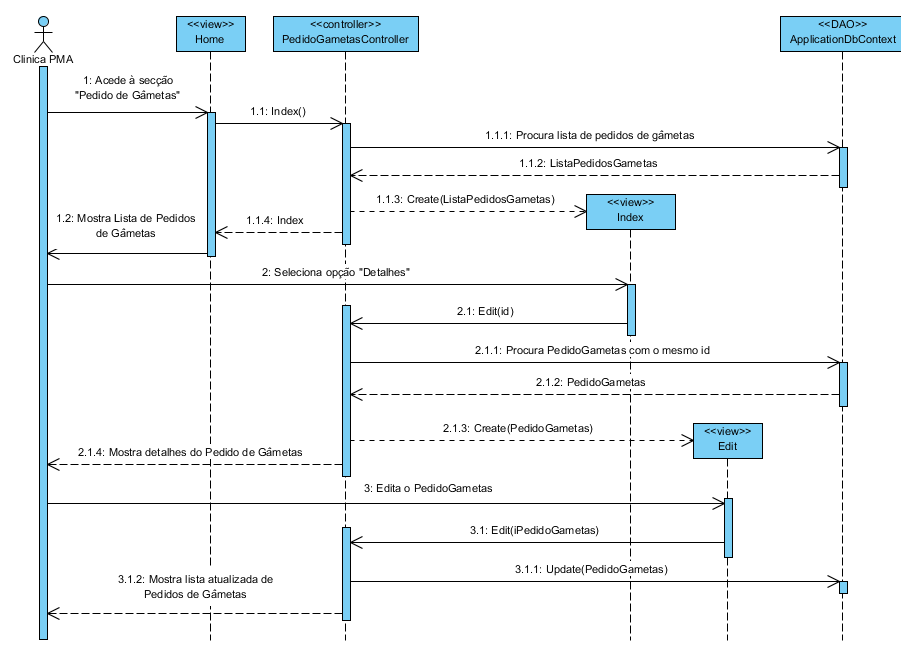 <<view>>
Home
<<controller>>
PedidoGametasController
<<DAO>>
ApplicationDbContext
Clinica PMA
1: Acede à secção
"Pedido de Gâmetas"
1.1: Index()
1.1.1: Procura lista de pedidos de gâmetas
1.1.2: ListaPedidosGametas
1.1.3: Create(ListaPedidosGametas)
<<view>>
Index
1.1.4: Index
1.2: Mostra Lista de Pedidos
de Gâmetas
2: Seleciona opção "Detalhes"
2.1: Edit(id)
2.1.1: Procura PedidoGametas com o mesmo id
2.1.2: PedidoGametas
2.1.3: Create(PedidoGametas)
<<view>>
Edit
2.1.4: Mostra detalhes do Pedido de Gâmetas
3: Edita o PedidoGametas
3.1: Edit(iPedidoGametas)
3.1.1: Update(PedidoGametas)
3.1.2: Mostra lista atualizada de
Pedidos de Gâmetas